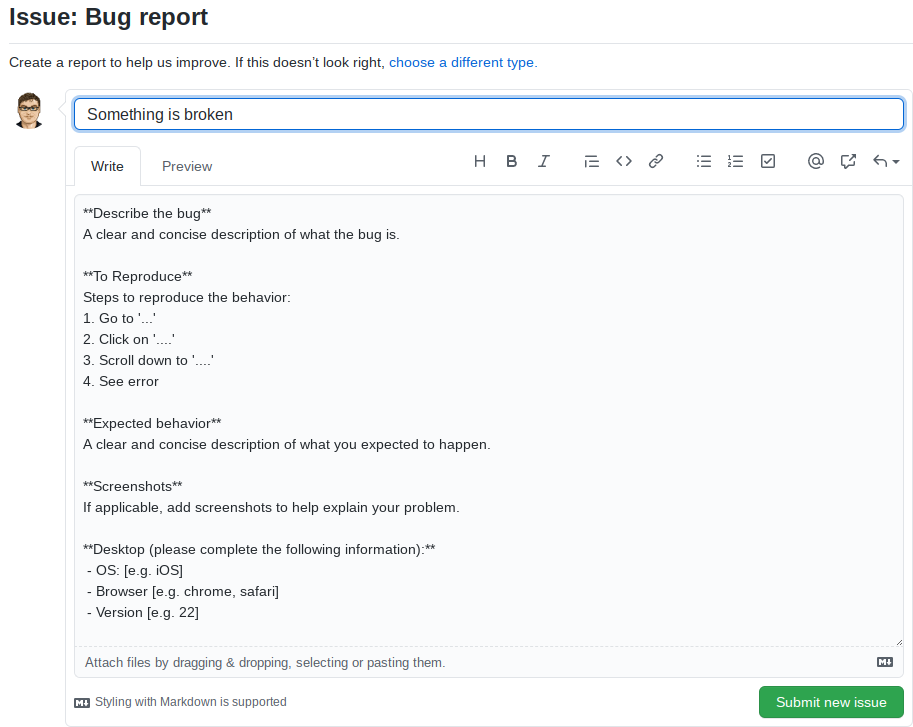 Issue: Bug report
Create a report to help us improve. If this doesn’t look right, choose a different type.
Something is broken
Write Preview
**Describe the bug**
A clear and concise description of what the bug is.
**To Reproduce**
Steps to reproduce the behavior:
1. Go to '...'
2. Click on '....'
3. Scroll down to '....'
4. See error
**Expected behavior**
A clear and concise description of what you expected to happen.
**Screenshots**
If applicable, add screenshots to help explain your problem.
**Desktop (please complete the following information):**
- OS: [e.g. iOS]
- Browser [e.g. chrome, safari]
- Version [e.g. 22]
Attach files by dragging & dropping, selecting or pasting them.
Styling with Markdown is supported
Submit new issue